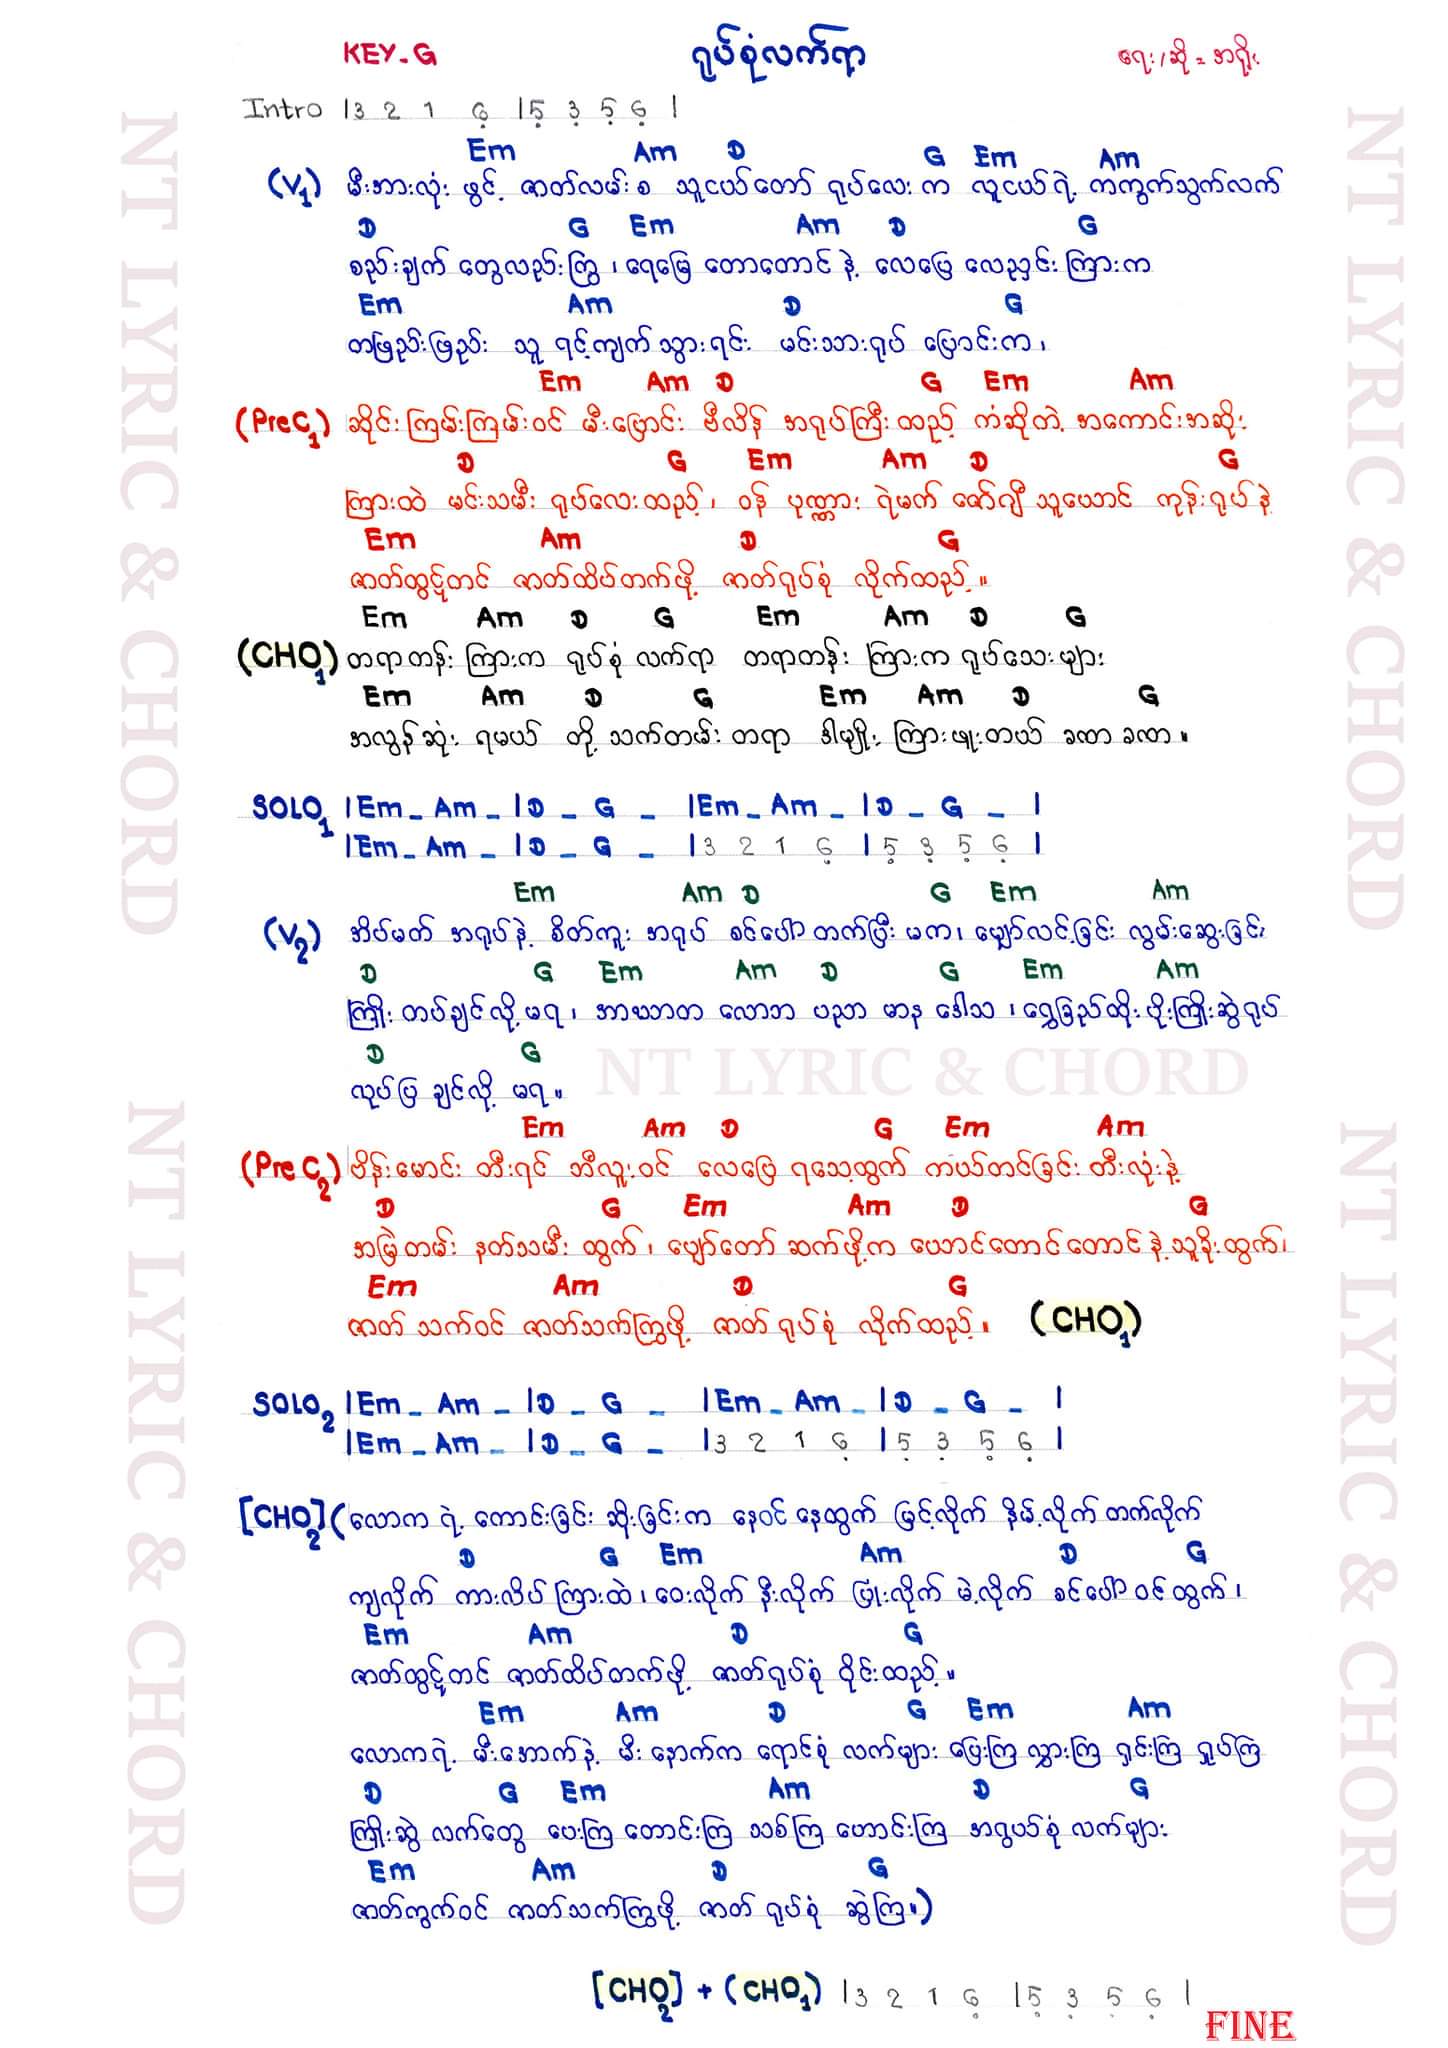 KEY-G ရုပ်စုံလက်ရာ ရေး/ဆို = အရိုး
Intro |3 2 1 6̣ |5̣ 3̣ 5̣ 6̣ |
Em Am D G Em Am
(V1) မီးအားလုံး ဖွင့် ဇာတ်လမ်း စ သူငယ်တော် ရုပ်လေး က လူငယ်ရဲ့ ကကွက်သွက်လက်
D G Em Am D G
စည်းချက် တွေလည်းကြွ ၊ ရေမြေ တောတောင် နဲ့ လေပြေ လေညှင်း ကြားက
Em Am D G
တဖြည်းဖြည်း သူ ရင့်ကျက်သွားရင်း မင်းသားရုပ် ပြောင်းက ၊
Em Am D G Em Am
(PreC1) ဆိုင်းကြမ်းကြမ်းဝင် မီးပြောင်း ဗီလိန် အရုပ်ကြီးထည့် ကံဆိုတဲ့ အကောင်းအဆိုး
D G Em Am D G
ကြားထဲ မင်းသမီး ရုပ်လေးထည့် ၊ ဝန် ပုဏ္ဏား ရဲမက် ဇော်ဂျီ သူယောင် ကုန်းရုပ် နဲ့
Em Am D G
ဇာတ်ထွဋ်တင် ဇာတ်ထိပ်တက်ဖို့ ဇာတ်ရုပ်စုံ လိုက်ထည့် ။
Em Am D G Em Am D G
(CHO1) တရာတန်း ကြားက ရုပ်စုံ လက်ရာ တရာတန်း ကြားက ရုပ်သေးများ
Em Am D G Em Am D G
အလွန်ဆုံး ရမယ် တို့ သက်တမ်း တရာ ဒါမျိုး ကြားဖူးတယ် ခဏာ ခဏာ ။
SOLO1 |Em - Am - |D - G - |Em - Am - |D - G - |
|Em - Am - |D - G - |3 2 1 6̣ |5̣ 3̣ 5̣ 6̣ |
Em Am D G Em Am
(V2) အိပ်မတ် အရုပ်နဲ့ စိတ်ကူး အရုပ် စင်ပေါ်တက်ပြီး မက ၊ မျှော်လင့်ခြင်း လွမ်းဆွေးခြင်း
D G Em Am D G Em Am
ကြိုး တပ်ချင်လို့ မရ ၊ အာဃာတ လောဘ ပညာ မာန ဒေါသ ၊ ရွှေခြည်ထိုး ပိုးကြိုးဆွဲရုပ်
D G
NT LYRIC & CHORD
လုပ်ပြ ချင်လို့ မရ ။
Em Am D G Em Am
(Pre C2) ဗိန်းမောင်း တီးရင် ဘီလူးဝင် လေပြေ ရသေ့ထွက် ကယ်တင်ခြင်း တီးလုံးနဲ့
D G Em Am D G
အမြဲတမ်း နတ်သမီး ထွက် ၊ ပျော်တော်ဆက်ဖို့က ယောင်တောင်တောင် နဲ့ သူခိုးထွက် ၊
Em Am D G
ဇာတ် သက်ဝင် ဇာတ်သက်ကြွဖို့ ဇာတ် ရုပ်စုံ လိုက်ထည့် ။ (CHO1)
SOLO2 |Em - Am - |D - G - |Em - Am - |D - G - |
|Em - Am - |D - G - |3 2 1 6̣ |5̣ 3̣ 5̣ 6̣ |
[CHO2] (လောက ရဲ့ ကောင်းခြင်း ဆိုးခြင်းက နေဝင် နေထွက် မြင့်လိုက် နိမ့်လိုက် တက်လိုက်
D G Em Am D G
ကျလိုက် ကားလိပ်ကြားထဲ ၊ ဝေးလိုက် နီးလိုက် ပြုံးလိုက် မဲ့လိုက် စင်ပေါ်ဝင်ထွက် ၊
Em Am D G
ဇာတ်ထွဋ်တင် ဇာတ်ထိပ်တက်ဖို့ ဇာတ်ရုပ်စုံ ဝိုင်းထည့် ။
Em Am D G Em Am
လောကရဲ့ မီးအောက်နဲ့ မီး နောက်က ရောင်စုံ လက်များ ပြေးကြ လွှားကြ ရှင်းကြ ရှုပ်ကြ
D G Em Am D G
ကြိုးဆွဲ လက်တွေ ပေးကြ တောင်းကြ သစ်ကြ ဟောင်းကြ အရွယ်စုံ လက်များ
Em Am D G
ဇာတ်ကွက်ဝင် ဇာတ်သက်ကြွဖို့ ဇာတ် ရုပ်စုံ ဆွဲကြ ။)
[CHO2] + (CHO1) |3 2 1 6̣ |5̣ 3̣ 5̣ 6̣ |
FINE
NT LYRIC & CHORD
NT LYRIC & CHORD
NT LYRIC & CHORD
NT LYRIC & CHORD